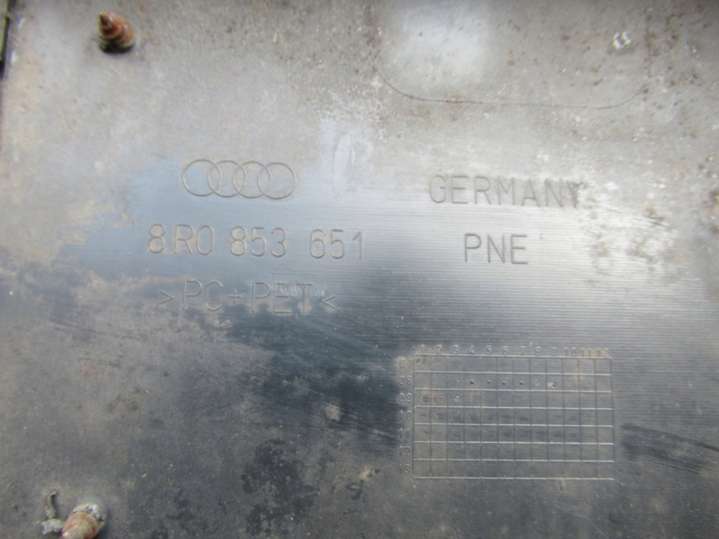 GERMANY
8R0 853 651 PNE
>PC+PET<